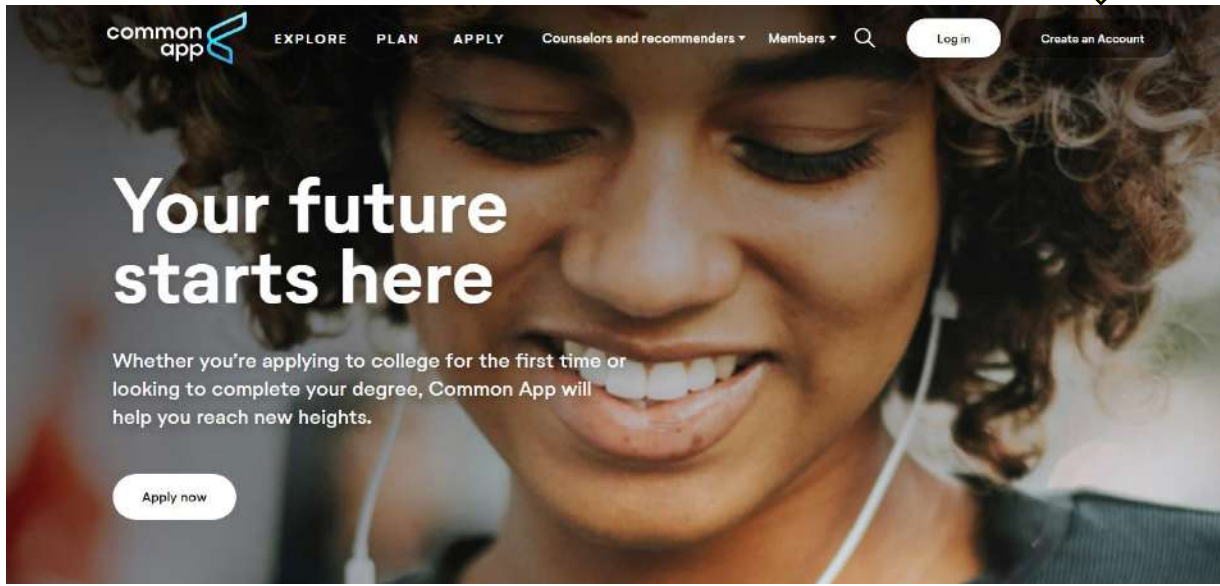 common
app
EXPLORE PLAN APPLY Counselors and recommenders Members Log in Create an Account
Your future
starts here
Whether you’re applying to college for the first time or
looking to complete your degree, Common App will
help you reach new heights.
Apply now